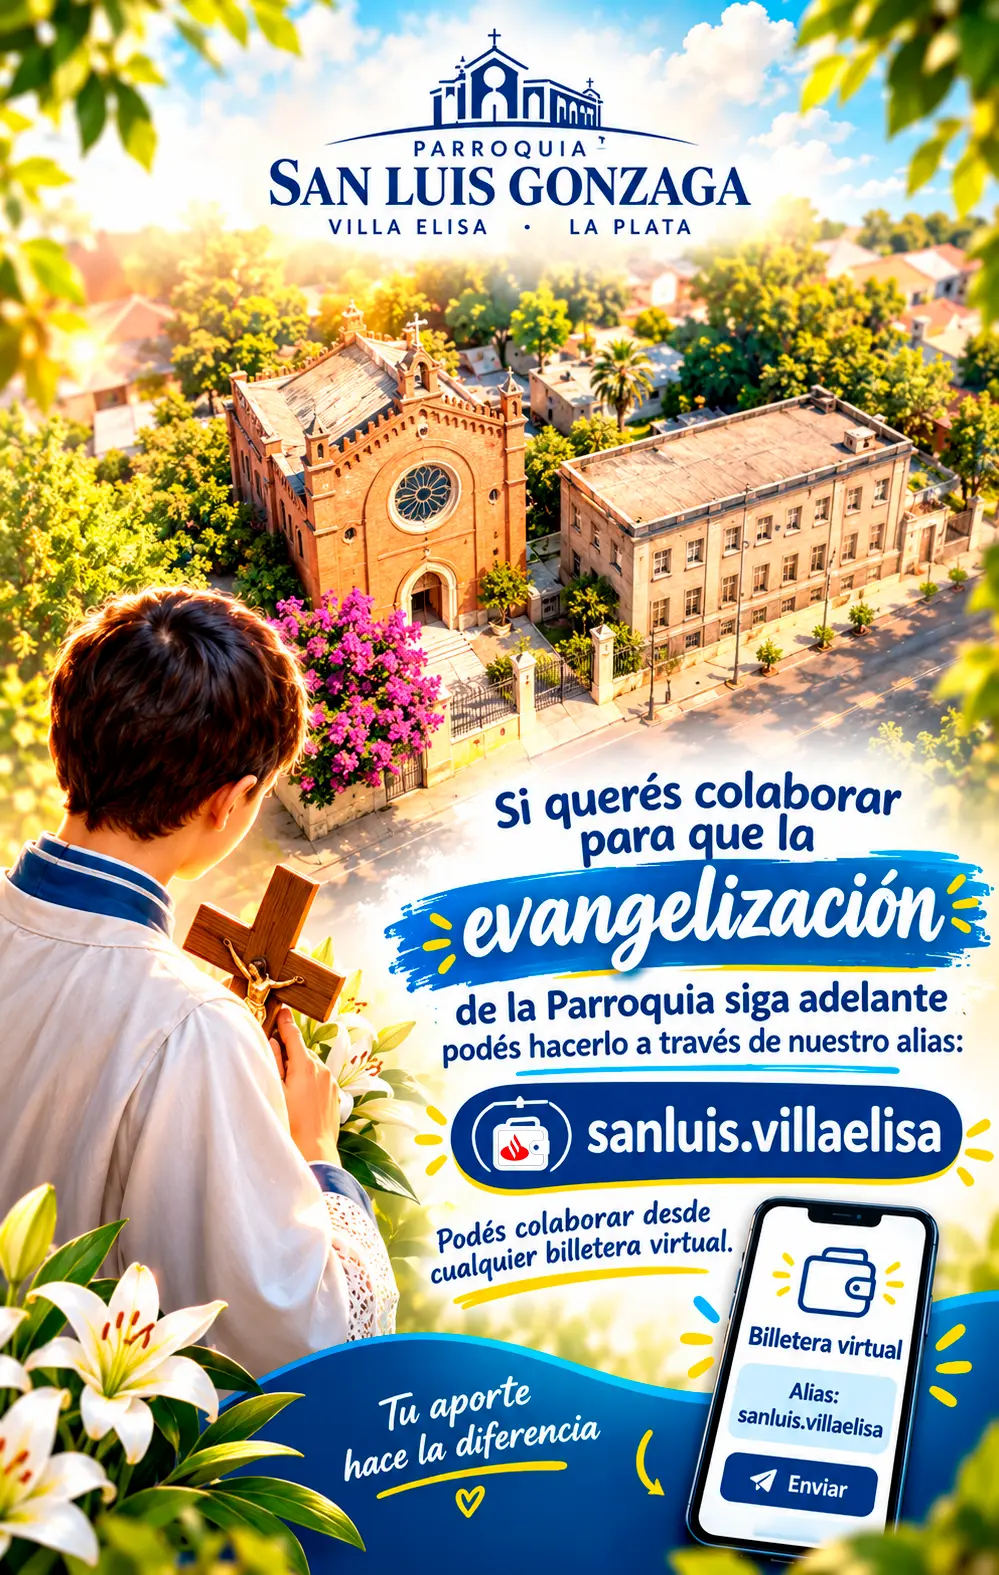 PARROQUIA
SAN LUIS GONZAGA
VILLA ELISA · LA PLATA
Si querés colaborar
para que la
evangelización
de la Parroquia siga adelante
podés hacerlo a través de nuestro alias:
sanluis.villaelisa
Podés colaborar desde
cualquier billetera virtual.
Billetera virtual
Alias:
sanluis.villaelisa
Enviar
Tu aporte
hace la diferencia